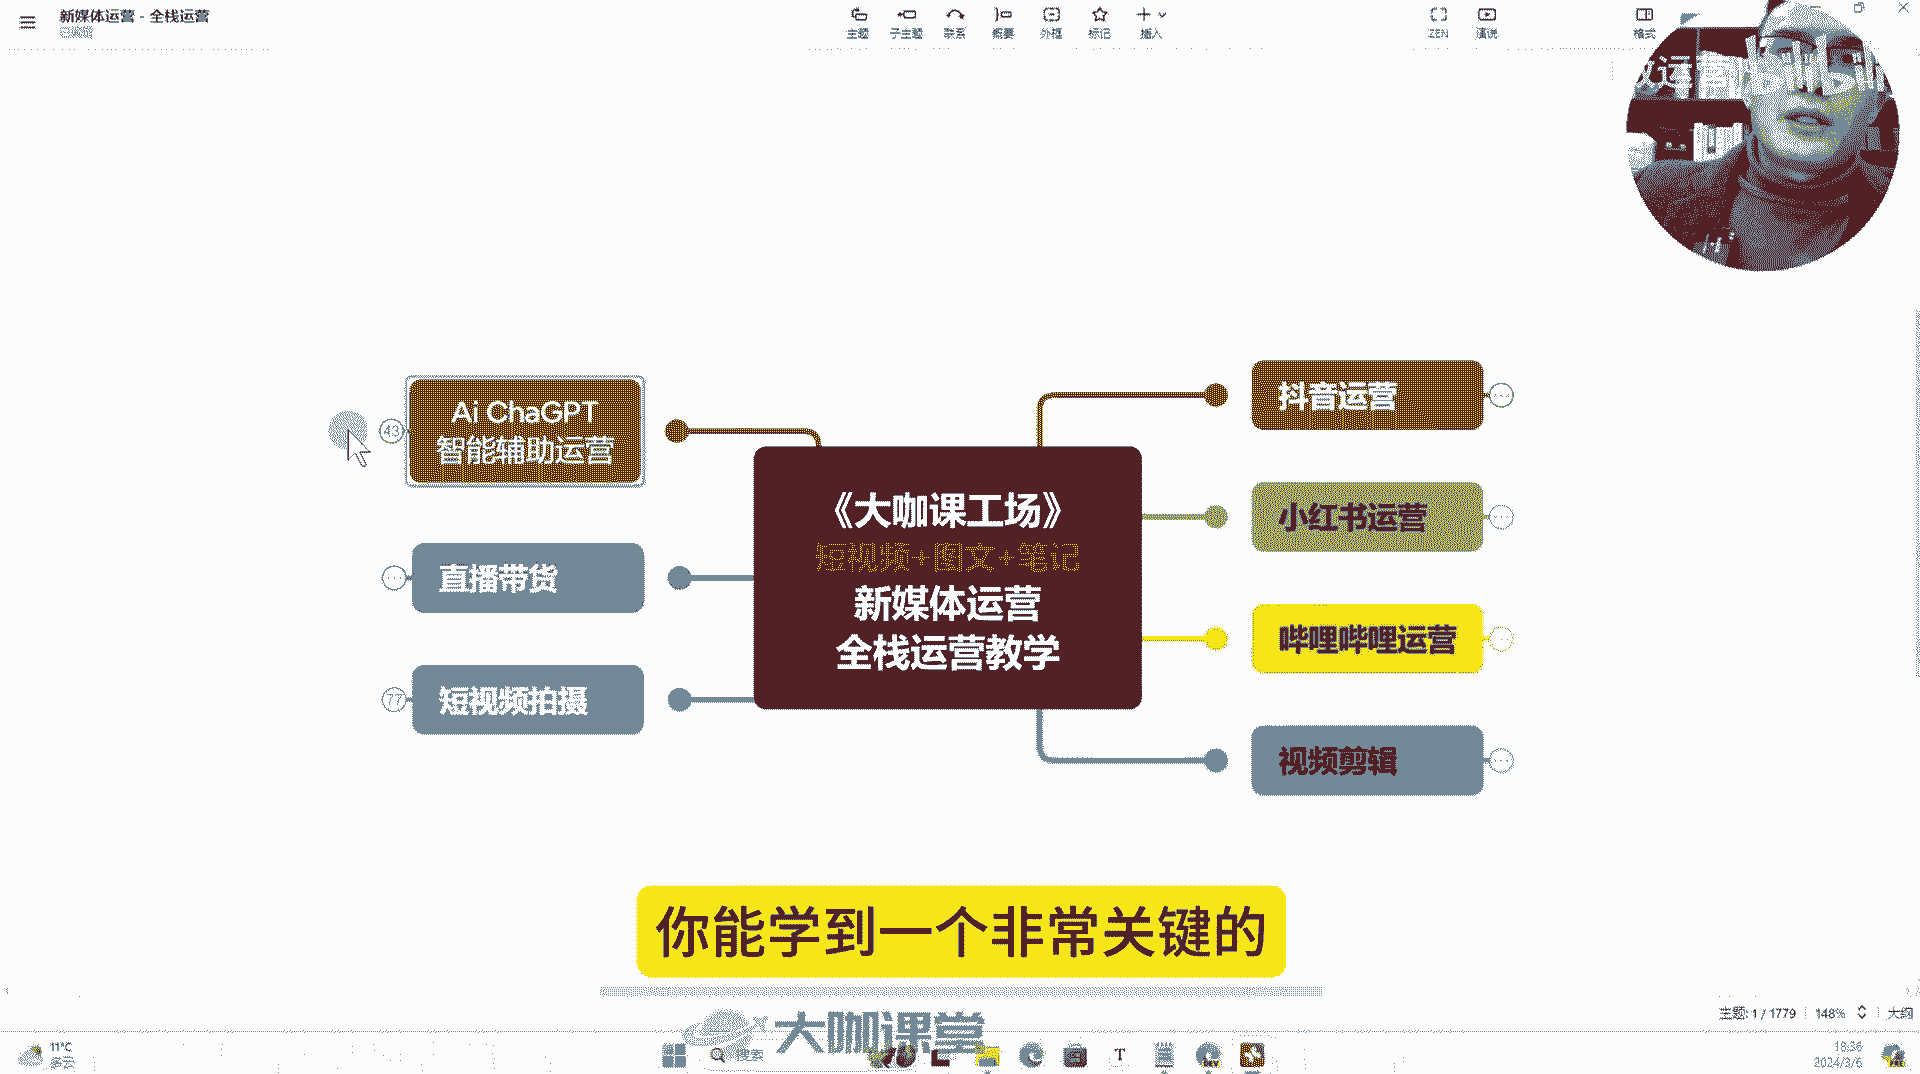 新媒体运营 - 全栈运营
已编辑
主题
子主题
联系
概要
外框
标记
插入
ZEN
演说
格式
效运营
Ai ChaGPT
智能辅助运营
43
直播带货
短视频拍摄
77
《大咖课工场》
短视频+图文+笔记
新媒体运营
全栈运营教学
抖音运营
小红书运营
哔哩哔哩运营
视频剪辑
你能学到一个非常关键的
主题: 1 / 1779
148%
大纲
大咖课堂
11°C
多云
搜索
18:36
2024/3/6